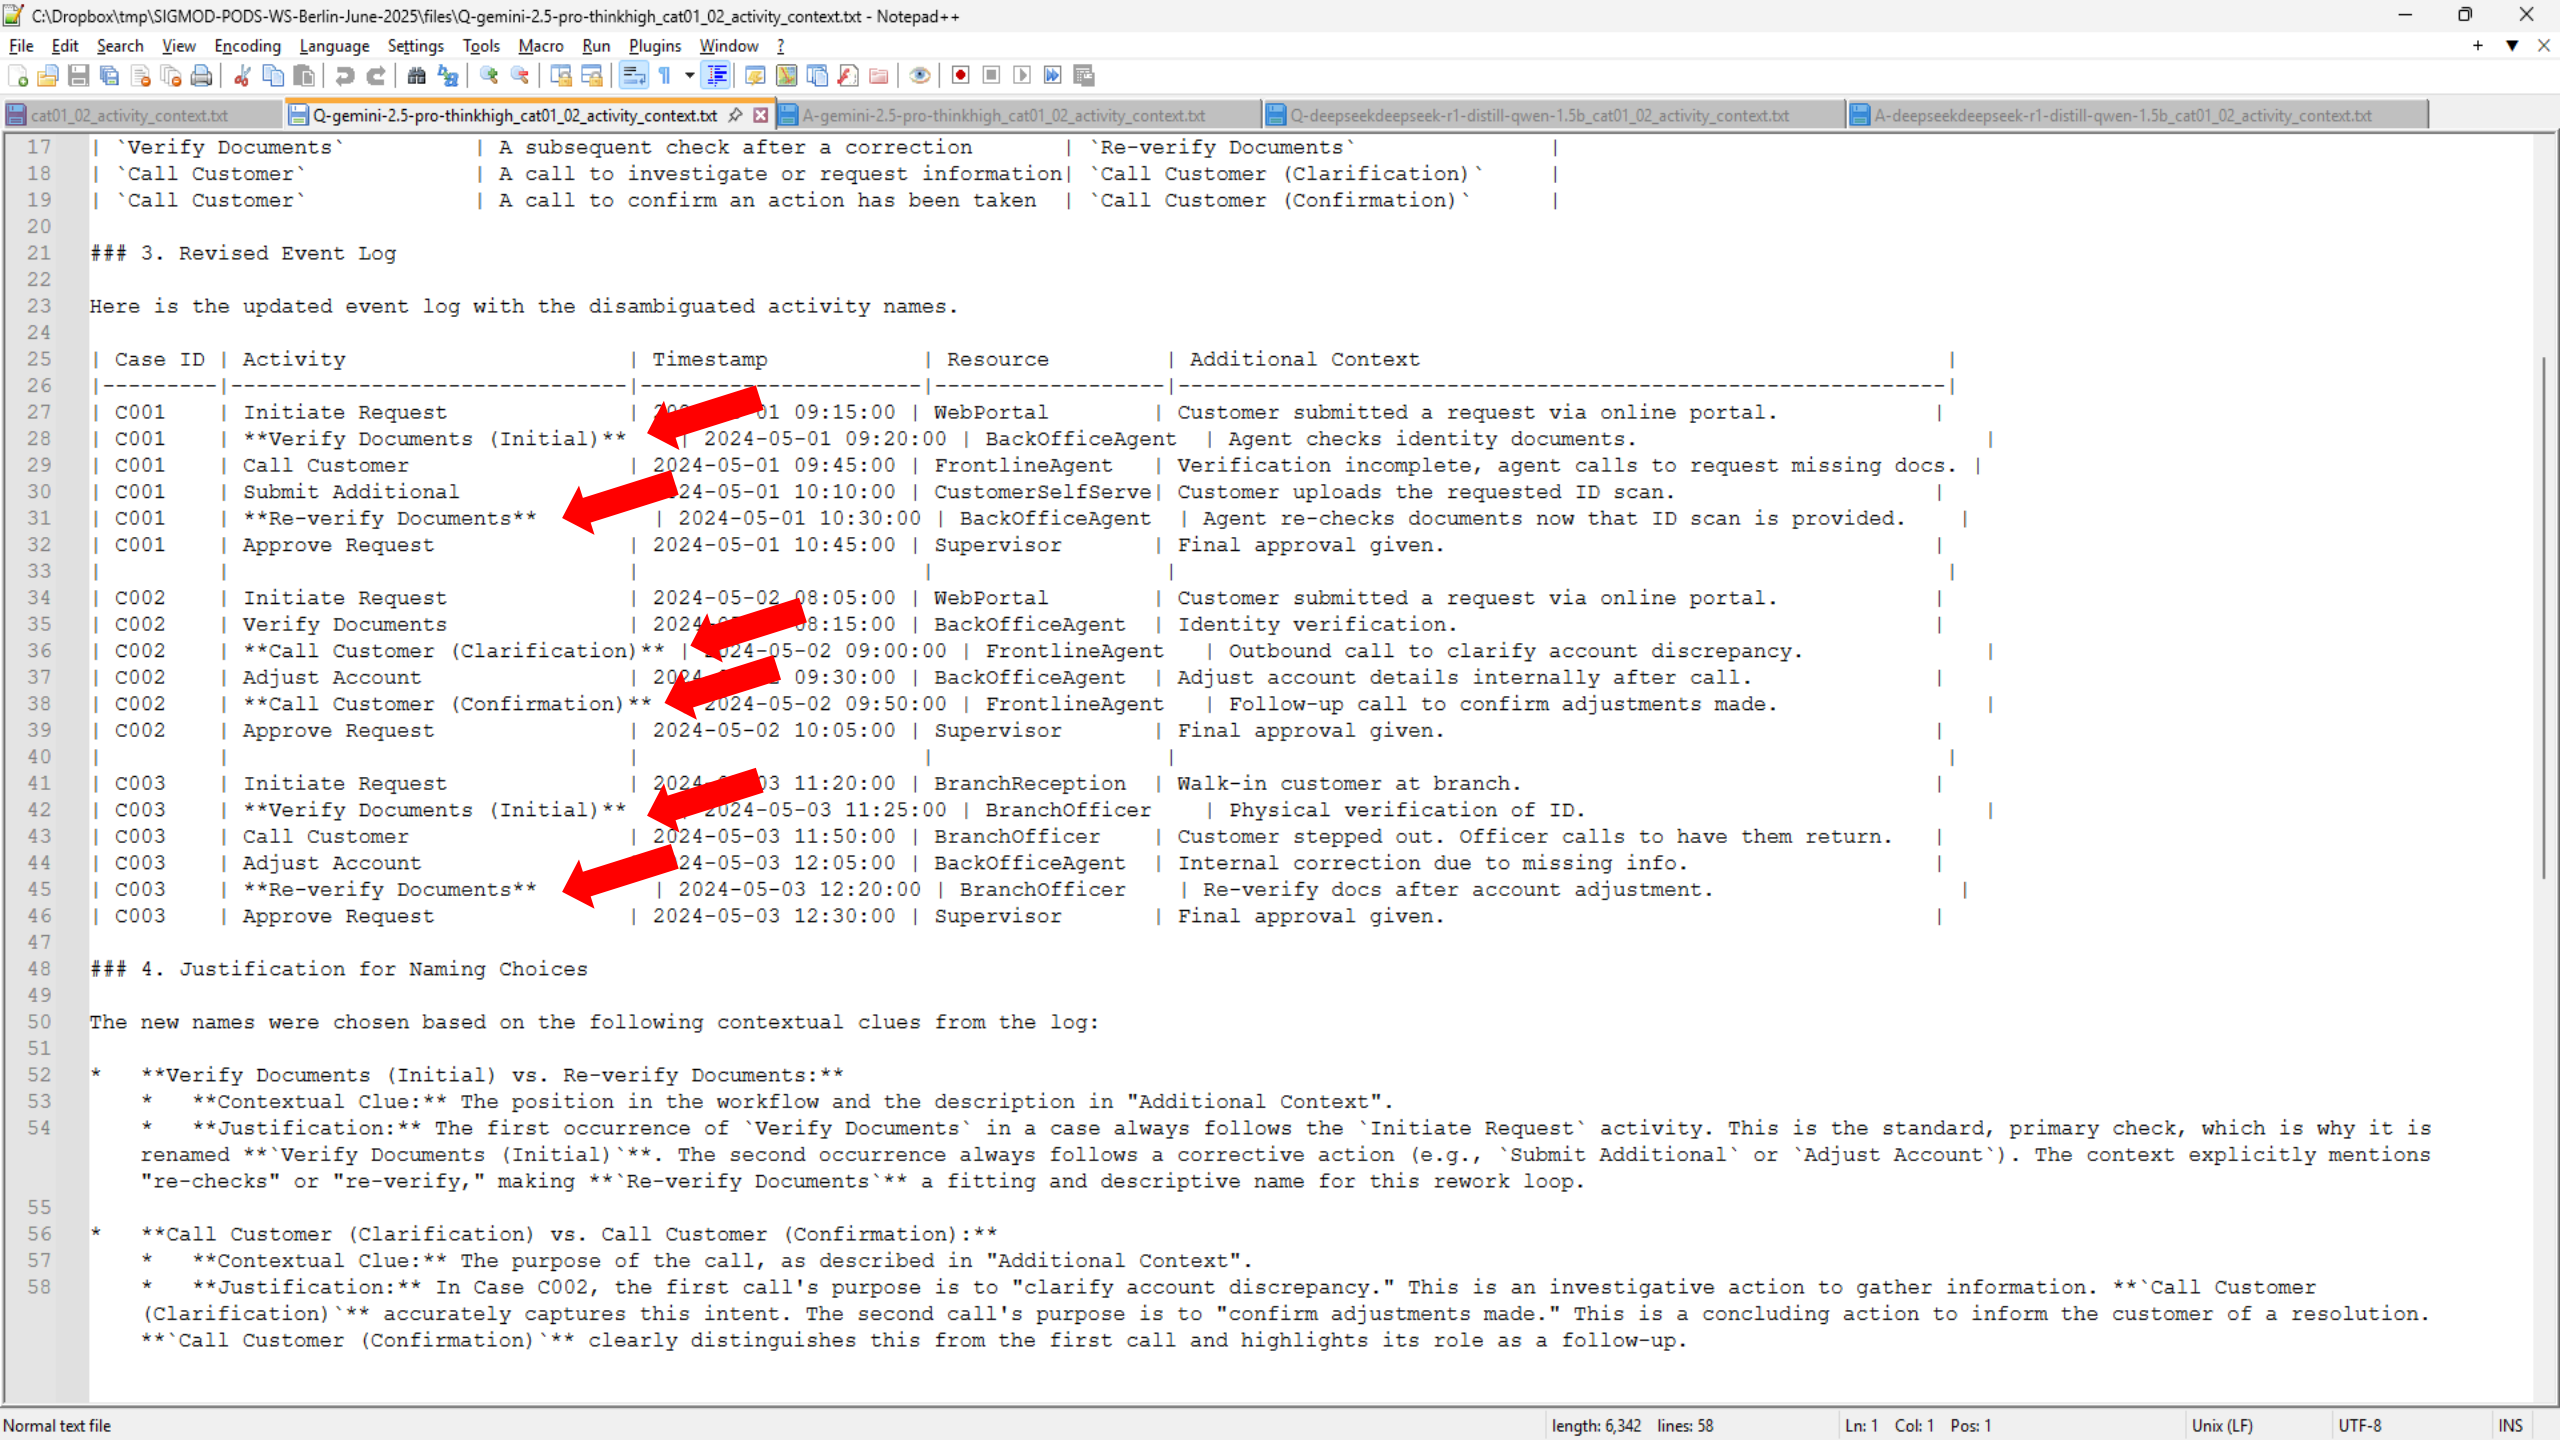 C:\Dropbox\tmp\SIGMOD-PODS-WS-Berlin-June-2025\files\Q-gemini-2.5-pro-thinkhigh_cat01_02_activity_context.txt - Notepad++
File Edit Search View Encoding Language Settings Tools Macro Run Plugins Window ?
cat01_02_activity_context.txt Q-gemini-2.5-pro-thinkhigh_cat01_02_activity_context.txt A-gemini-2.5-pro-thinkhigh_cat01_02_activity_context.txt Q-deepseekdeepseek-r1-distill-qwen-1.5b_cat01_02_activity_context.txt A-deepseekdeepseek-r1-distill-qwen-1.5b_cat01_02_activity_context.txt
17 | `Verify Documents` | A subsequent check after a correction | `Re-verify Documents` |
18 | `Call Customer` | A call to investigate or request information| `Call Customer (Clarification)` |
19 | `Call Customer` | A call to confirm an action has been taken | `Call Customer (Confirmation)` |
20
21 ### 3. Revised Event Log
22
23 Here is the updated event log with the disambiguated activity names.
24
25 | Case ID | Activity | Timestamp | Resource | Additional Context |
26 |---------|-------------------------------|----------------------|------------------|------------------------------------------------------------|
27 | C001 | Initiate Request | 01 09:15:00 | WebPortal | Customer submitted a request via online portal. |
28 | C001 | **Verify Documents (Initial)** | 2024-05-01 09:20:00 | BackOfficeAgent | Agent checks identity documents. |
29 | C001 | Call Customer | 2024-05-01 09:45:00 | FrontlineAgent | Verification incomplete, agent calls to request missing docs. |
30 | C001 | Submit Additional | 24-05-01 10:10:00 | CustomerSelfServe| Customer uploads the requested ID scan. |
31 | C001 | **Re-verify Documents** | 2024-05-01 10:30:00 | BackOfficeAgent | Agent re-checks documents now that ID scan is provided. |
32 | C001 | Approve Request | 2024-05-01 10:45:00 | Supervisor | Final approval given. |
33 | | | | | |
34 | C002 | Initiate Request | 2024-05-02 08:05:00 | WebPortal | Customer submitted a request via online portal. |
35 | C002 | Verify Documents | 2024 08:15:00 | BackOfficeAgent | Identity verification. |
36 | C002 | **Call Customer (Clarification)** | 2024-05-02 09:00:00 | FrontlineAgent | Outbound call to clarify account discrepancy. |
37 | C002 | Adjust Account | 2024 09:30:00 | BackOfficeAgent | Adjust account details internally after call. |
38 | C002 | **Call Customer (Confirmation)** 2024-05-02 09:50:00 | FrontlineAgent | Follow-up call to confirm adjustments made. |
39 | C002 | Approve Request | 2024-05-02 10:05:00 | Supervisor | Final approval given. |
40 | | | | | |
41 | C003 | Initiate Request | 2024 03 11:20:00 | BranchReception | Walk-in customer at branch. |
42 | C003 | **Verify Documents (Initial)** 2024-05-03 11:25:00 | BranchOfficer | Physical verification of ID. |
43 | C003 | Call Customer | 2024-05-03 11:50:00 | BranchOfficer | Customer stepped out. Officer calls to have them return. |
44 | C003 | Adjust Account | 24-05-03 12:05:00 | BackOfficeAgent | Internal correction due to missing info. |
45 | C003 | **Re-verify Documents** | 2024-05-03 12:20:00 | BranchOfficer | Re-verify docs after account adjustment. |
46 | C003 | Approve Request | 2024-05-03 12:30:00 | Supervisor | Final approval given. |
47
48 ### 4. Justification for Naming Choices
49
50 The new names were chosen based on the following contextual clues from the log:
51
52 * **Verify Documents (Initial) vs. Re-verify Documents:**
53 * **Contextual Clue:** The position in the workflow and the description in "Additional Context".
54 * **Justification:** The first occurrence of `Verify Documents` in a case always follows the `Initiate Request` activity. This is the standard, primary check, which is why it is
renamed **`Verify Documents (Initial)`**. The second occurrence always follows a corrective action (e.g., `Submit Additional` or `Adjust Account`). The context explicitly mentions
"re-checks" or "re-verify," making **`Re-verify Documents`** a fitting and descriptive name for this rework loop.
55
56 * **Call Customer (Clarification) vs. Call Customer (Confirmation):**
57 * **Contextual Clue:** The purpose of the call, as described in "Additional Context".
58 * **Justification:** In Case C002, the first call's purpose is to "clarify account discrepancy." This is an investigative action to gather information. **`Call Customer
(Clarification)`** accurately captures this intent. The second call's purpose is to "confirm adjustments made." This is a concluding action to inform the customer of a resolution.
**`Call Customer (Confirmation)`** clearly distinguishes this from the first call and highlights its role as a follow-up.
Normal text file length: 6,342 lines: 58 Ln: 1 Col: 1 Pos: 1 Unix (LF) UTF-8 INS